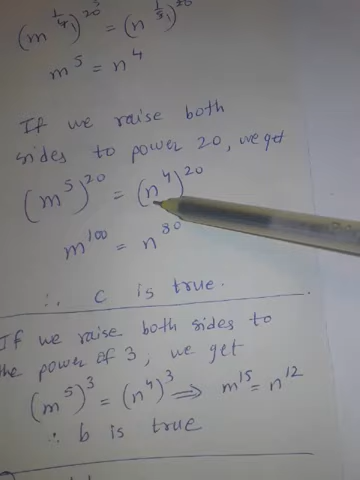 (m^(1/4))^20 = (n^(1/5))^20
m^5 = n^4
If we raise both
sides to power 20, we get
(m^5)^20 = (n^4)^20
m^100 = n^80
∴ c is true.
If we raise both sides to
the power of 3, we get
(m^5)^3 = (n^4)^3 ⟹ m^15 = n^12
∴ b is true